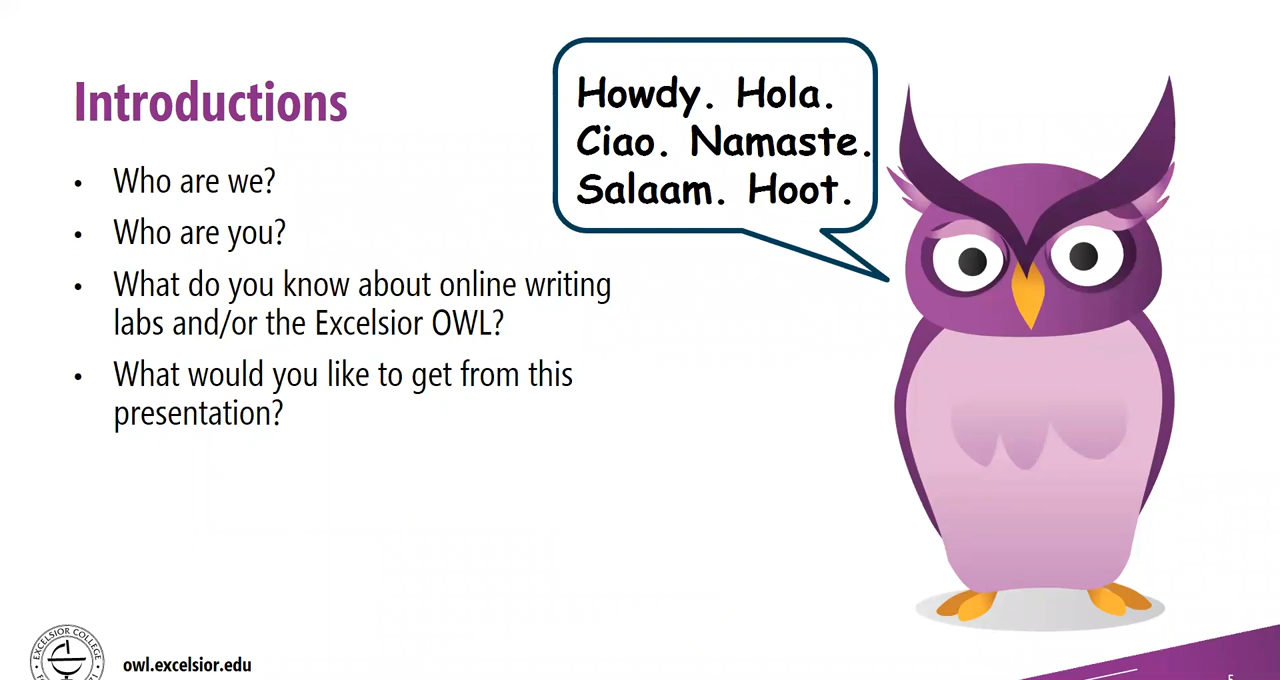 Introductions
• Who are we?
• Who are you?
• What do you know about online writing
labs and/or the Excelsior OWL?
• What would you like to get from this
presentation?
Howdy. Hola.
Ciao. Namaste.
Salaam. Hoot.
EXCELSIOR COLLEGE
owl.excelsior.edu